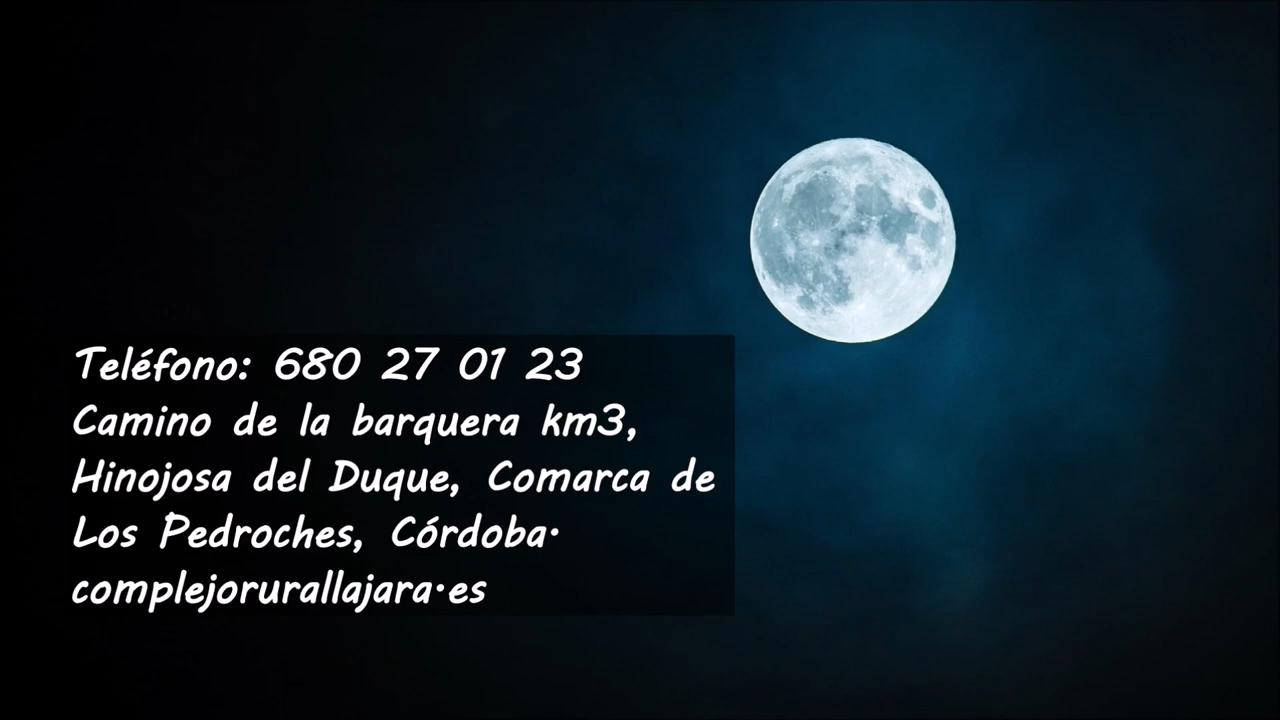 Teléfono: 680 27 01 23
Camino de la barquera km3,
Hinojosa del Duque, Comarca de
Los Pedroches, Córdoba.
complejorurallajara.es